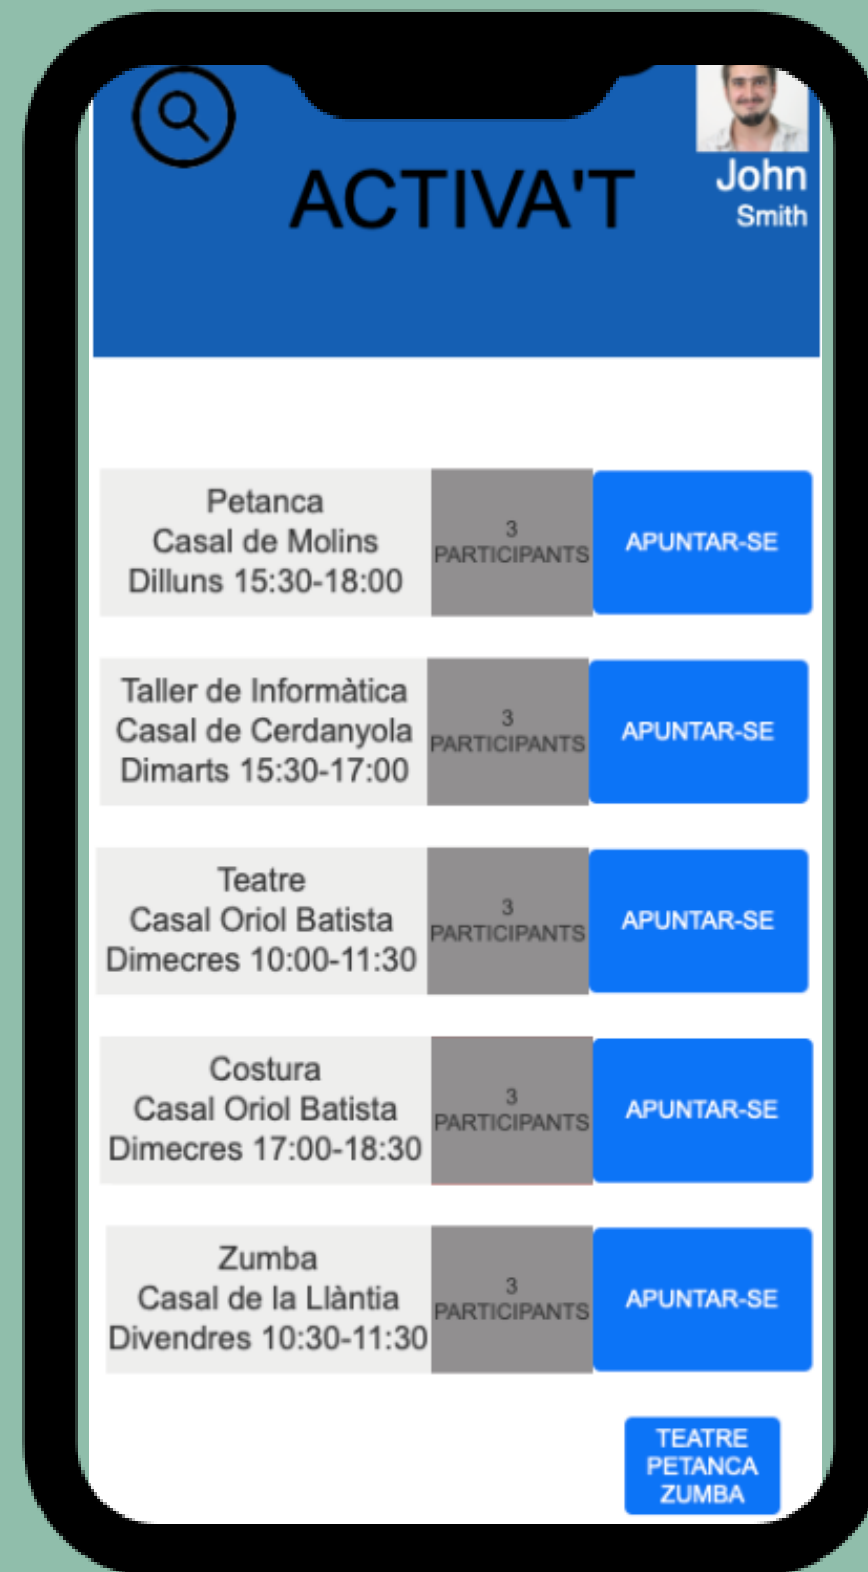 ACTIVA'T
John
Smith
Petanca
Casal de Molins
Dilluns 15:30-18:00
3
PARTICIPANTS
APUNTAR-SE
Taller de Informàtica
Casal de Cerdanyola
Dimarts 15:30-17:00
3
PARTICIPANTS
APUNTAR-SE
Teatre
Casal Oriol Batista
Dimecres 10:00-11:30
3
PARTICIPANTS
APUNTAR-SE
Costura
Casal Oriol Batista
Dimecres 17:00-18:30
3
PARTICIPANTS
APUNTAR-SE
Zumba
Casal de la Llàntia
Divendres 10:30-11:30
3
PARTICIPANTS
APUNTAR-SE
TEATRE
PETANCA
ZUMBA